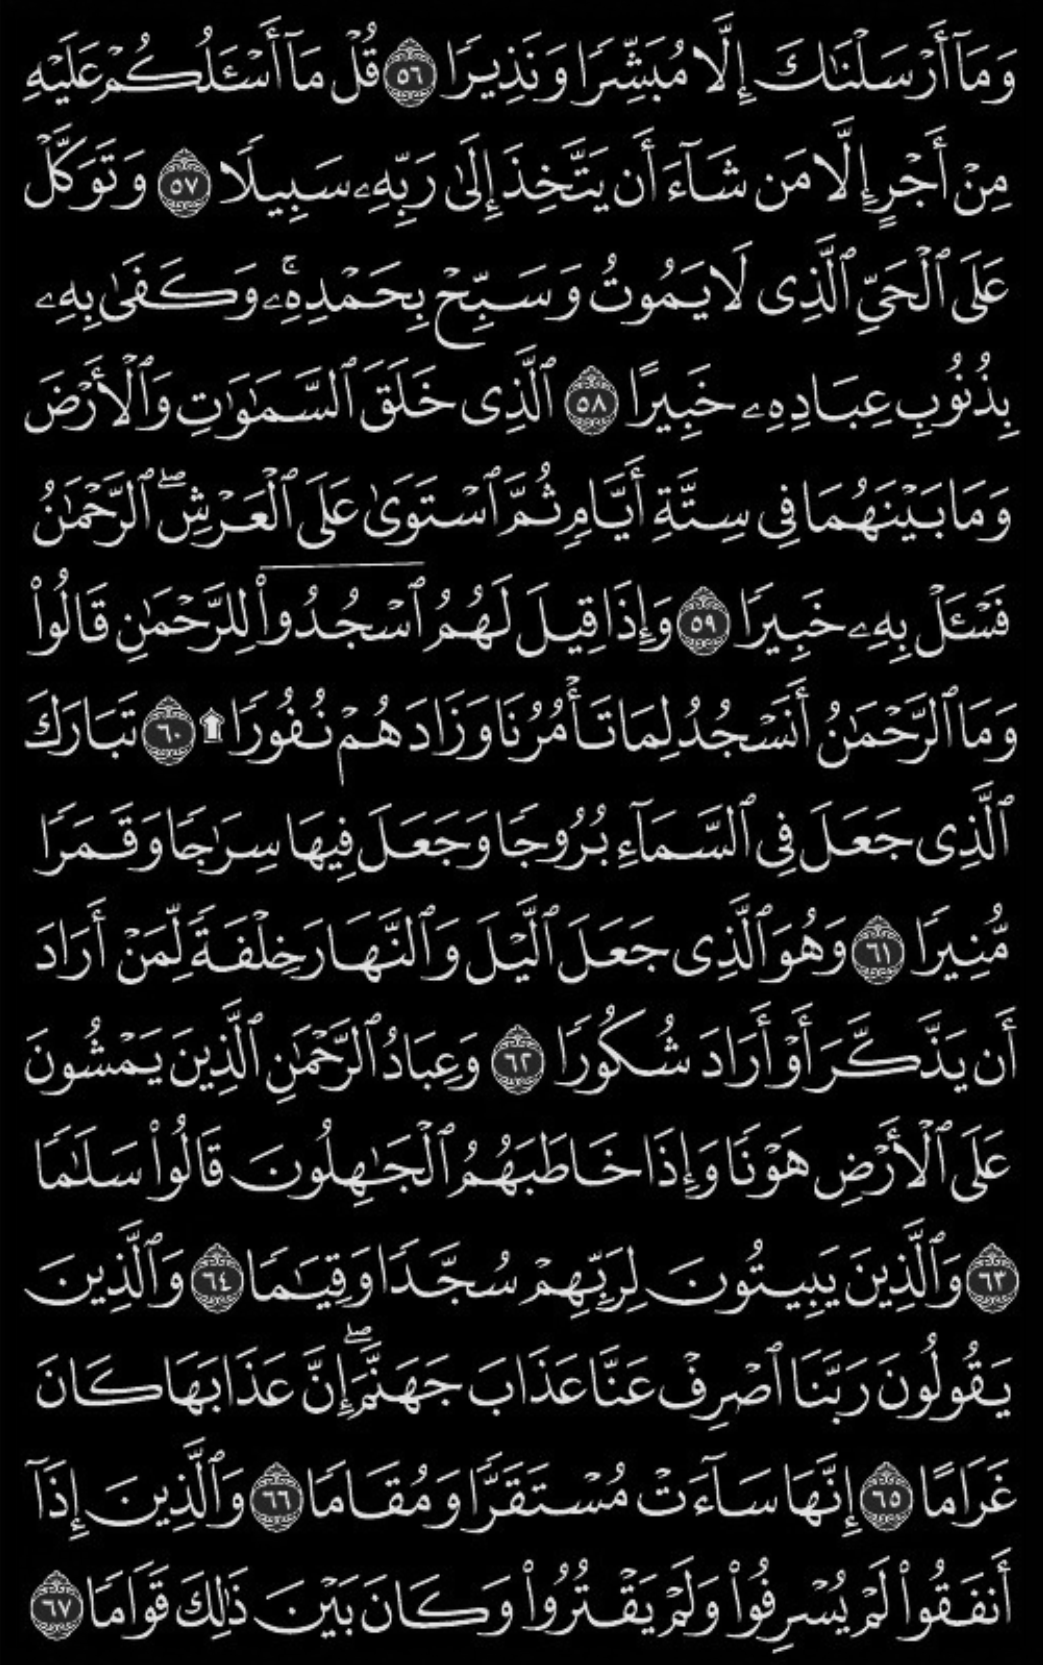 وَمَآ أَرْسَلْنَٰكَ إِلَّا مُبَشِّرًا وَنَذِيرًا ٥٦ قُلْ مَآ أَسْـَٔلُكُمْ عَلَيْهِ
مِنْ أَجْرٍ إِلَّا مَن شَآءَ أَن يَتَّخِذَ إِلَىٰ رَبِّهِۦ سَبِيلًا ٥٧ وَتَوَكَّلْ
عَلَى ٱلْحَىِّ ٱلَّذِى لَا يَمُوتُ وَسَبِّحْ بِحَمْدِهِۦ ۚ وَكَفَىٰ بِهِۦ
بِذُنُوبِ عِبَادِهِۦ خَبِيرًا ٥٨ ٱلَّذِى خَلَقَ ٱلسَّمَٰوَٰتِ وَٱلْأَرْضَ
وَمَا بَيْنَهُمَا فِى سِتَّةِ أَيَّامٍ ثُمَّ ٱسْتَوَىٰ عَلَى ٱلْعَرْشِ ۖ ٱلرَّحْمَٰنُ
فَسْـَٔلْ بِهِۦ خَبِيرًا ٥٩ وَإِذَا قِيلَ لَهُمُ ٱسْجُدُوا۟ لِلرَّحْمَٰنِ قَالُوا۟
وَمَا ٱلرَّحْمَٰنُ أَنَسْجُدُ لِمَا تَأْمُرُنَا وَزَادَهُمْ نُفُورًا ۩ ٦٠ تَبَارَكَ
ٱلَّذِى جَعَلَ فِى ٱلسَّمَآءِ بُرُوجًا وَجَعَلَ فِيهَا سِرَٰجًا وَقَمَرًا
مُّنِيرًا ٦١ وَهُوَ ٱلَّذِى جَعَلَ ٱلَّيْلَ وَٱلنَّهَارَ خِلْفَةً لِّمَنْ أَرَادَ
أَن يَذَّكَّرَ أَوْ أَرَادَ شُكُورًا ٦٢ وَعِبَادُ ٱلرَّحْمَٰنِ ٱلَّذِينَ يَمْشُونَ
عَلَى ٱلْأَرْضِ هَوْنًا وَإِذَا خَاطَبَهُمُ ٱلْجَٰهِلُونَ قَالُوا۟ سَلَٰمًا
٦٣ وَٱلَّذِينَ يَبِيتُونَ لِرَبِّهِمْ سُجَّدًا وَقِيَٰمًا ٦٤ وَٱلَّذِينَ
يَقُولُونَ رَبَّنَا ٱصْرِفْ عَنَّا عَذَابَ جَهَنَّمَ ۖ إِنَّ عَذَابَهَا كَانَ
غَرَامًا ٦٥ إِنَّهَا سَآءَتْ مُسْتَقَرًّا وَمُقَامًا ٦٦ وَٱلَّذِينَ إِذَآ
أَنفَقُوا۟ لَمْ يُسْرِفُوا۟ وَلَمْ يَقْتُرُوا۟ وَكَانَ بَيْنَ ذَٰلِكَ قَوَامًا ٦٧